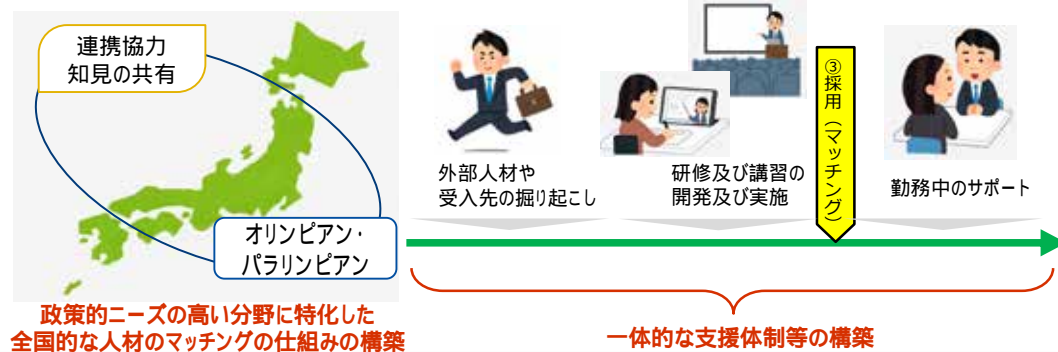 連携協力
知見の共有
オリンピアン・
パラリンピアン
政策的ニーズの高い分野に特化した
全国的な人材のマッチングの仕組みの構築
外部人材や
受入先の掘り起こし
研修及び講習の
開発及び実施
③採用（マッチング）
勤務中のサポート
一体的な支援体制等の構築